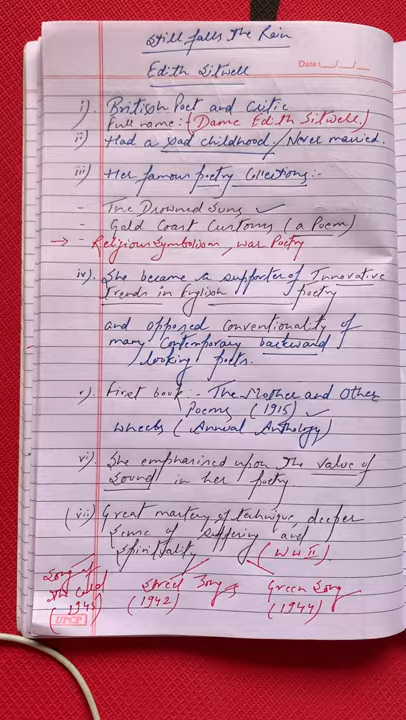 Still falls The Rain
Edith Sitwell
Date :__/__/__
i). British Poet and Critic
Full name : (Dame Edith Sitwell.)
ii) Had a sad childhood / Never married.
iii) Her famous poetry Collections :-
- The Drowned Suns ✓
- Gold Coast Customs (a Poem)
→ - Religious Symbolism, war Poetry
iv). She became a supporter of Innovative
Trends in English poetry
and opposed conventionality of
many Contemporary backward
looking poets.
v). First book :- The Mother and Other
Poems (1915) ✓
Wheels (Annual Anthology)
vi). She emphasised upon The value of
Sound in her poetry.
(vii) Great mastery of tehnique, deeper
Sense of suffering and
Spirituality (WW II).
Song of
The Cold
(1945)
Street Songs
(1942)
Green Song
(1944)
UPCP